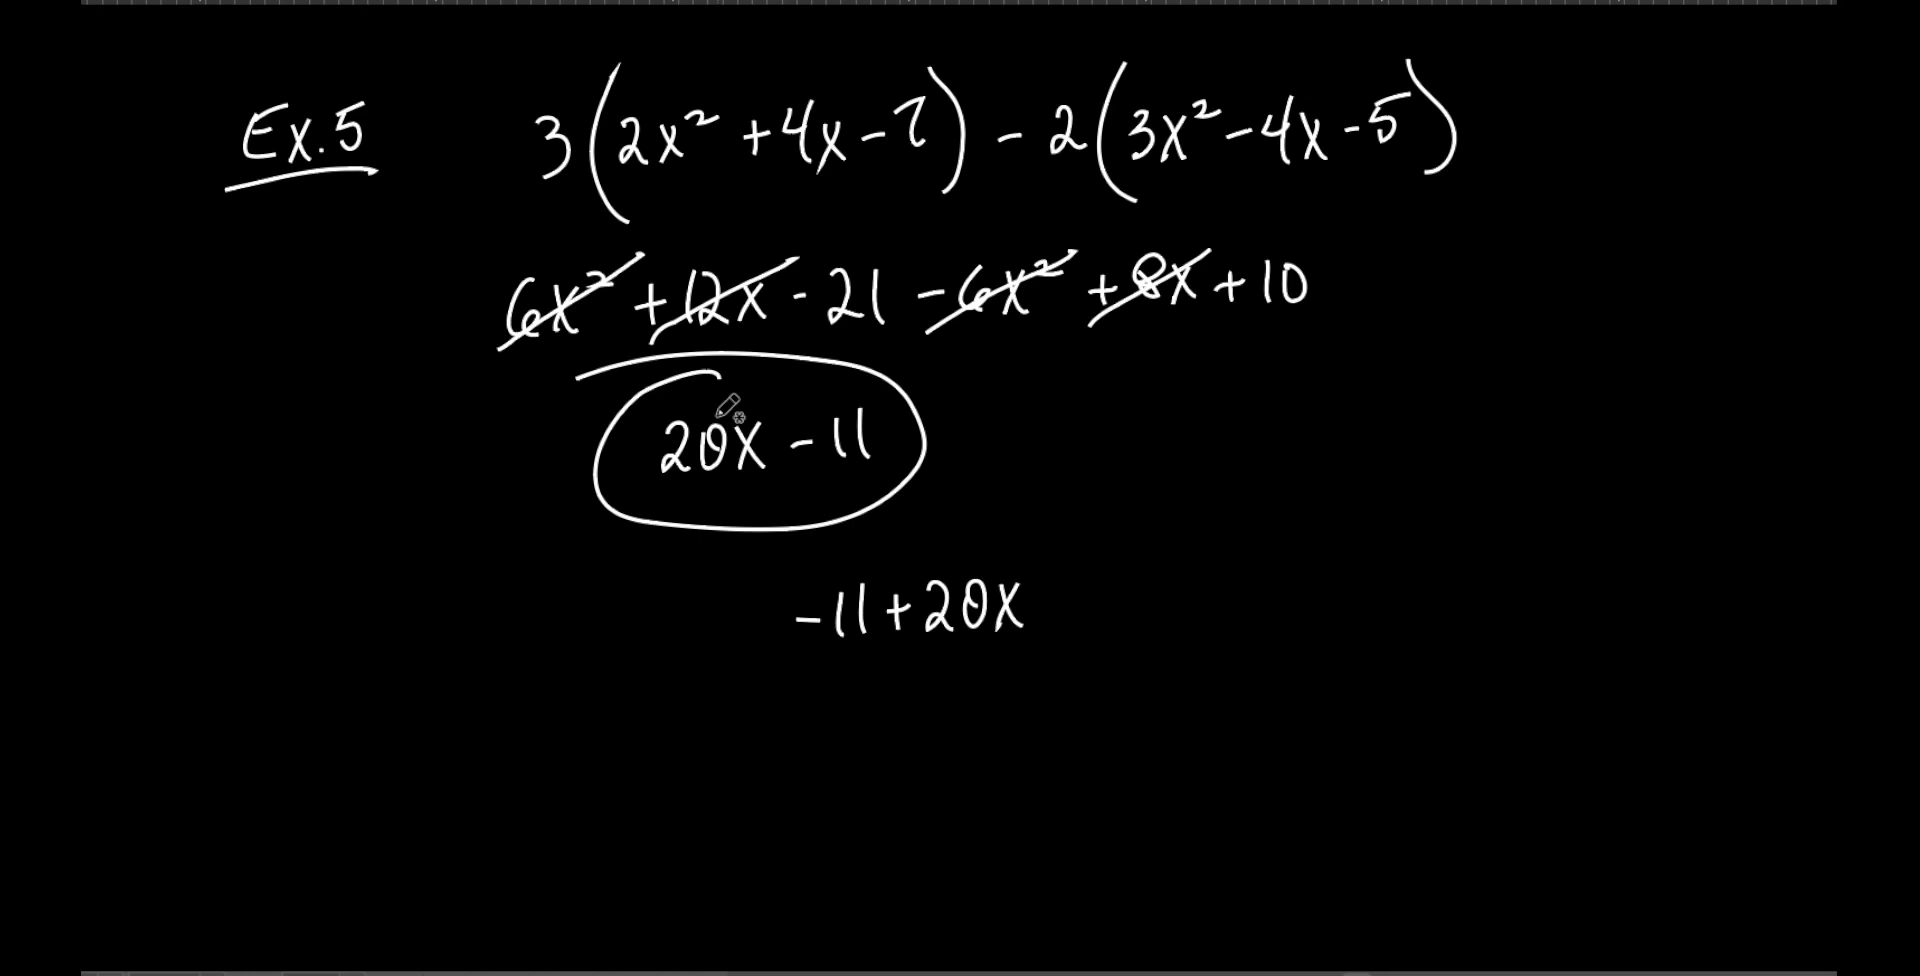 Ex.5 3(2x² + 4x - 7) - 2(3x² - 4x - 5)
6x² + 12x - 21 - 6x² + 8x + 10
20x - 11
-11 + 20x